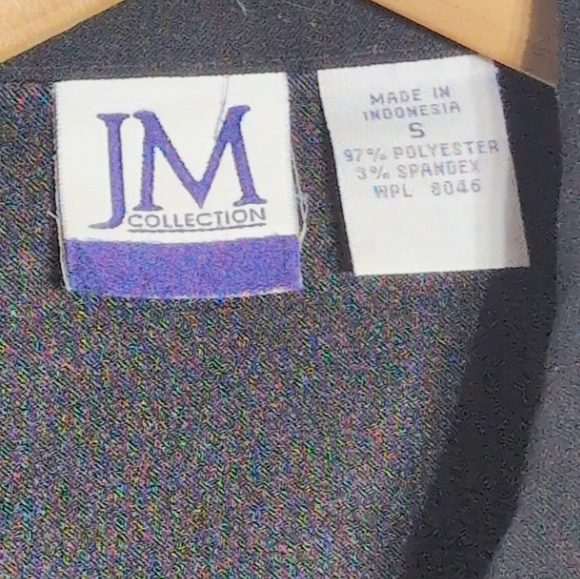 JM
COLLECTION
MADE IN
INDONESIA
S
97% POLYESTER
3% SPANDEX
WPL 8046